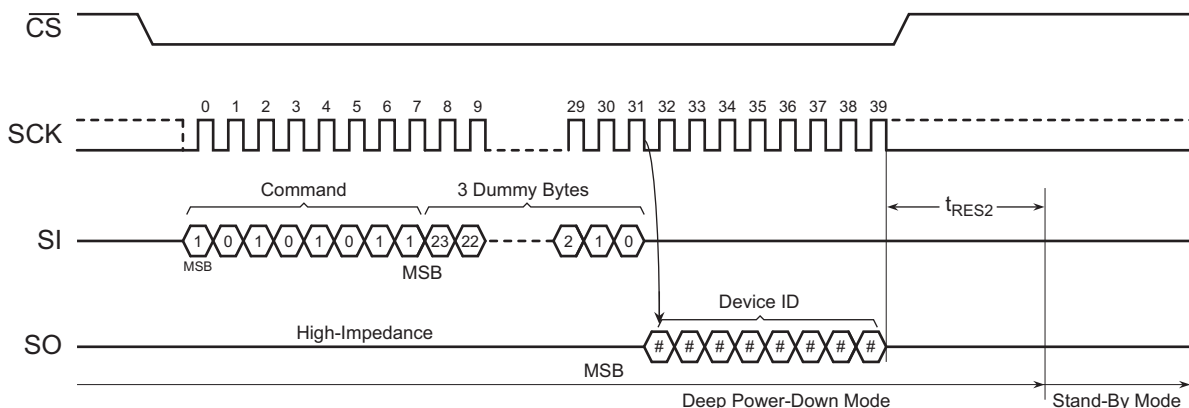 CS
0 1 2 3 4 5 6 7 8 9 29 30 31 32 33 34 35 36 37 38 39
SCK
Command 3 Dummy Bytes
tRES2
SI 1 0 1 0 1 0 1 1 23 22 2 1 0
MSB MSB
Device ID
High-Impedance
SO # # # # # # # #
MSB
Deep Power-Down Mode Stand-By Mode